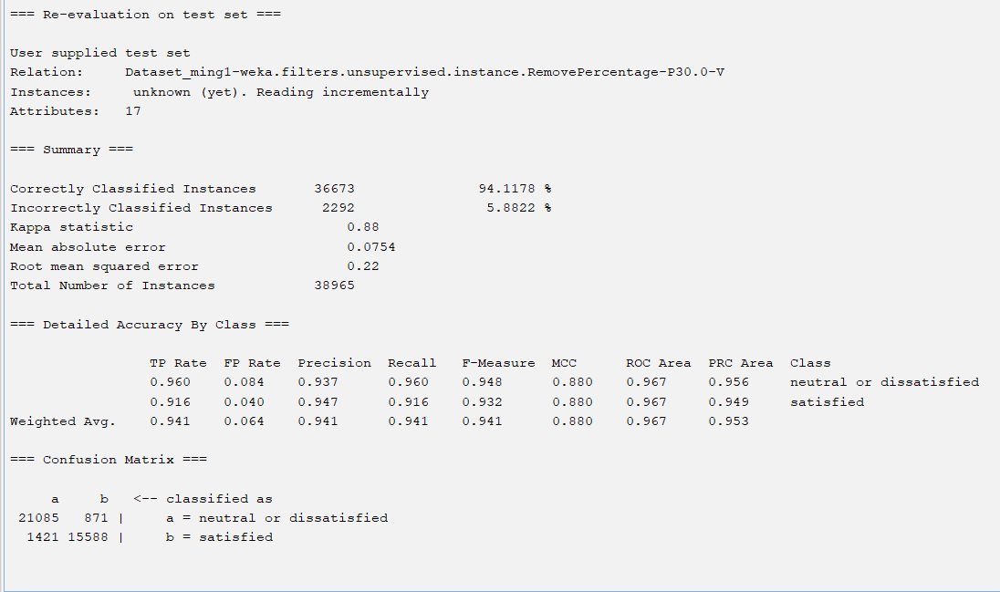 === Re-evaluation on test set ===
User supplied test set
Relation:     Dataset_ming1-weka.filters.unsupervised.instance.RemovePercentage-P30.0-V
Instances:     unknown (yet). Reading incrementally
Attributes:   17
=== Summary ===
Correctly Classified Instances       36673               94.1178 %
Incorrectly Classified Instances      2292                5.8822 %
Kappa statistic                          0.88
Mean absolute error                      0.0754
Root mean squared error                  0.22
Total Number of Instances            38965
=== Detailed Accuracy By Class ===
                 TP Rate  FP Rate  Precision  Recall   F-Measure  MCC      ROC Area  PRC Area  Class
                 0.960    0.084    0.937      0.960    0.948      0.880    0.967     0.956     neutral or dissatisfied
                 0.916    0.040    0.947      0.916    0.932      0.880    0.967     0.949     satisfied
Weighted Avg.    0.941    0.064    0.941      0.941    0.941      0.880    0.967     0.953
=== Confusion Matrix ===
     a     b   <-- classified as
 21085   871 |     a = neutral or dissatisfied
  1421 15588 |     b = satisfied